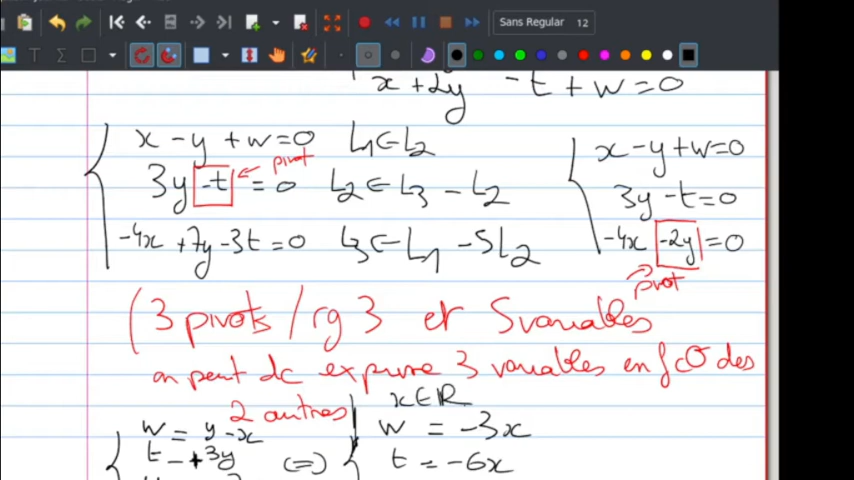 Sans Regular 12
x + 2y - t + w = 0
x - y + w = 0 L1 ← L2
pivot
3y -t = 0 L2 ← L3 - L2
-4x + 7y - 3t = 0 L3 ← L1 - 5L2
x - y + w = 0
3y - t = 0
-4x -2y = 0
pivot
(3 pivots / rg 3 et 5 variables
on peut dc exprime 3 variables en fcO des
2 autres
w = y - x
t = +3y
x ∈ R
⇔ w = -3x
t = -6x